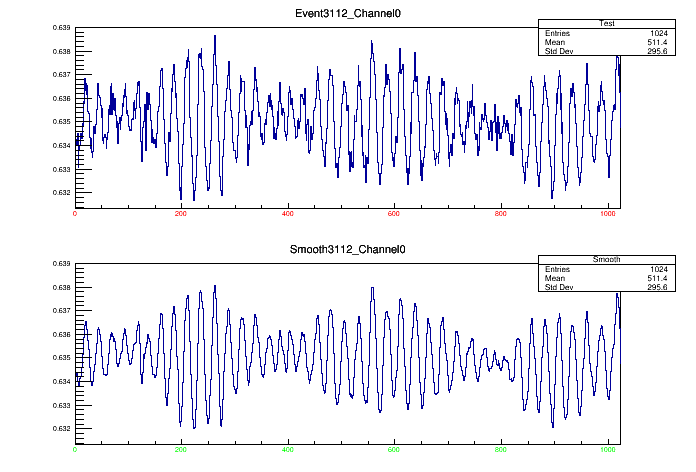 Event3112_Channel0
Test
Entries 1024
Mean 511.4
Std Dev 295.6
0.639
0.638
0.637
0.636
0.635
0.634
0.633
0.632
0 200 400 600 800 1000
Smooth3112_Channel0
Smooth
Entries 1024
Mean 511.4
Std Dev 295.6
0.639
0.638
0.637
0.636
0.635
0.634
0.633
0.632
0 200 400 600 800 1000